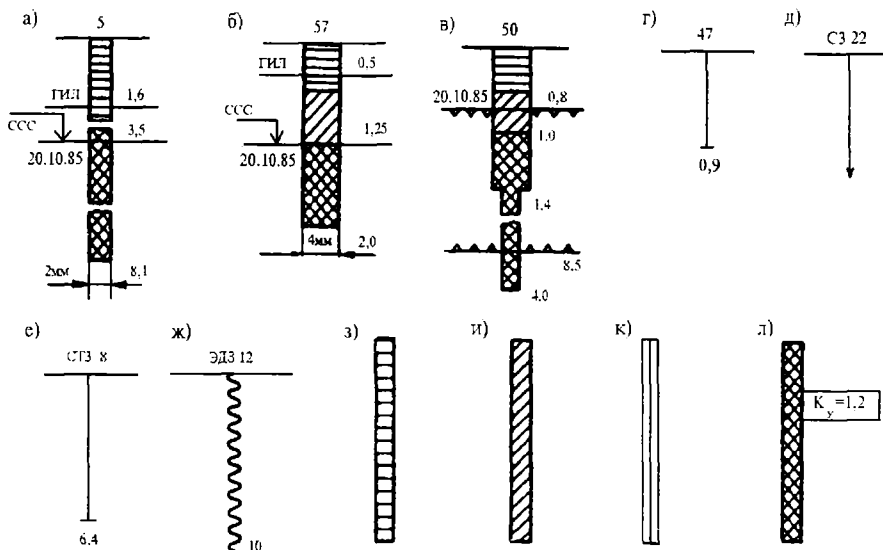 а)
5
ГИЛ
1,6
ССС
3,5
20.10.85
2мм
8,1
б)
57
ГИЛ
0,5
ССС
1,25
20.10.85
4мм
2,0
в)
50
20.10.85
0,8
1.0
1.4
8.5
4.0
г)
47
0,9
д)
СЗ 22
е)
СТЗ 8
6.4
ж)
ЭДЗ 12
10
з)
и)
к)
л)
Kу=1.2